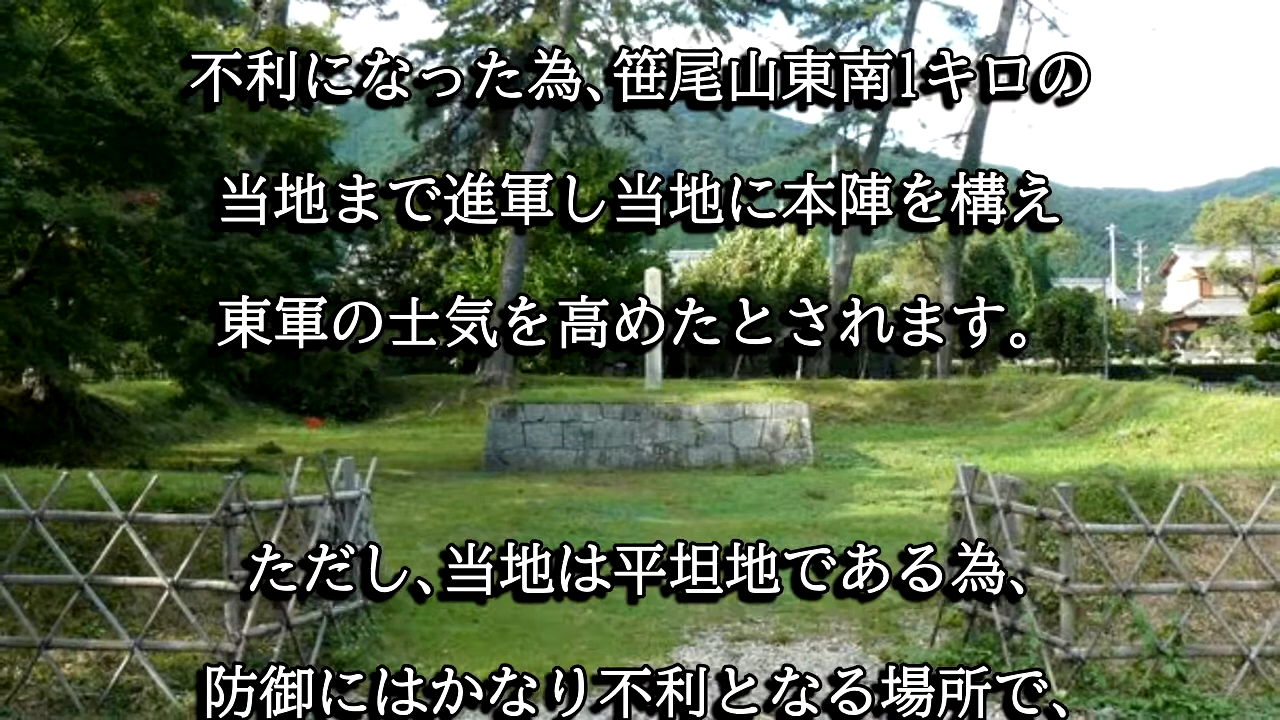 不利になった為、笹尾山東南1キロの
当地まで進軍し当地に本陣を構え
東軍の士気を高めたとされます。
ただし、当地は平坦地である為、
防御にはかなり不利となる場所で、